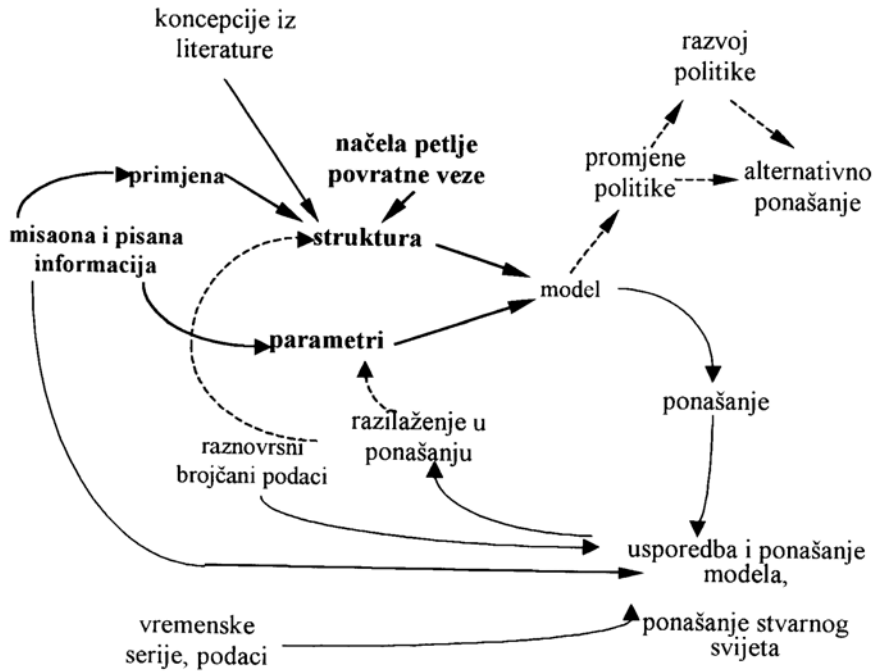 koncepcije iz
literature
razvoj
politike
načela petlje
povratne veze
primjena
promjene
politike
alternativno
ponašanje
misaona i pisana
informacija
struktura
model
parametri
ponašanje
razilaženje u
ponašanju
raznovrsni
brojčani podaci
usporedba i ponašanje
modela,
vremenske
serije, podaci
ponašanje stvarnog
svijeta